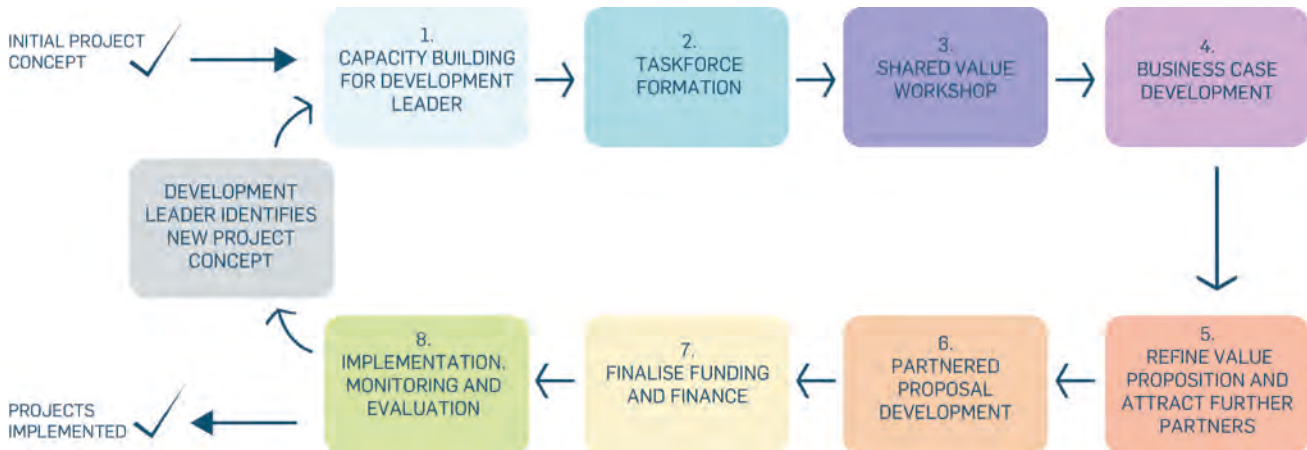 INITIAL PROJECT
CONCEPT
1.
CAPACITY BUILDING
FOR DEVELOPMENT
LEADER
2.
TASKFORCE
FORMATION
3.
SHARED VALUE
WORKSHOP
4.
BUSINESS CASE
DEVELOPMENT
DEVELOPMENT
LEADER IDENTIFIES
NEW PROJECT
CONCEPT
5.
REFINE VALUE
PROPOSITION AND
ATTRACT FURTHER
PARTNERS
6.
PARTNERED
PROPOSAL
DEVELOPMENT
7.
FINALISE FUNDING
AND FINANCE
8.
IMPLEMENTATION.
MONITORING AND
EVALUATION
PROJECTS
IMPLEMENTED